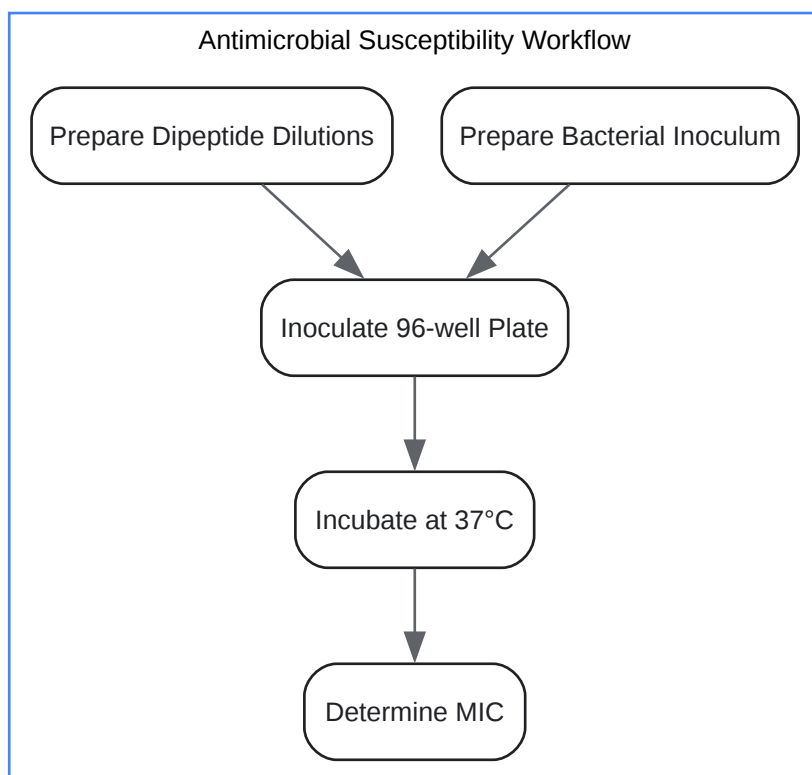 Antimicrobial Susceptibility Workflow
Prepare Dipeptide Dilutions
Prepare Bacterial Inoculum
Inoculate 96-well Plate
Incubate at 37°C
Determine MIC